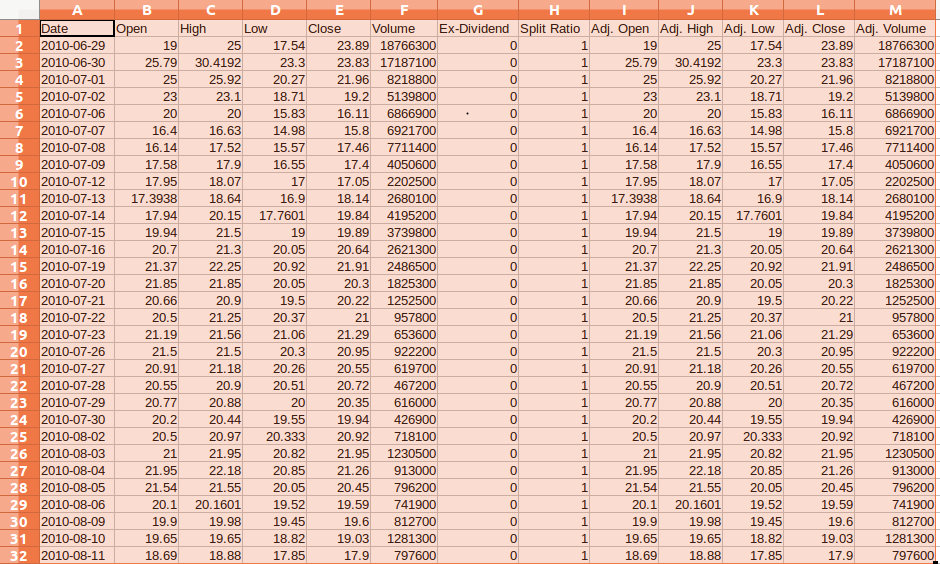 A B C D E F G H I J K L M
1 Date Open High Low Close Volume Ex-Dividend Split Ratio Adj. Open Adj. High Adj. Low Adj. Close Adj. Volume
2 2010-06-29 19 25 17.54 23.89 18766300 0 1 19 25 17.54 23.89 18766300
3 2010-06-30 25.79 30.4192 23.3 23.83 17187100 0 1 25.79 30.4192 23.3 23.83 17187100
4 2010-07-01 25 25.92 20.27 21.96 8218800 0 1 25 25.92 20.27 21.96 8218800
5 2010-07-02 23 23.1 18.71 19.2 5139800 0 1 23 23.1 18.71 19.2 5139800
6 2010-07-06 20 20 15.83 16.11 6866900 0 1 20 20 15.83 16.11 6866900
7 2010-07-07 16.4 16.63 14.98 15.8 6921700 0 1 16.4 16.63 14.98 15.8 6921700
8 2010-07-08 16.14 17.52 15.57 17.46 7711400 0 1 16.14 17.52 15.57 17.46 7711400
9 2010-07-09 17.58 17.9 16.55 17.4 4050600 0 1 17.58 17.9 16.55 17.4 4050600
10 2010-07-12 17.95 18.07 17 17.05 2202500 0 1 17.95 18.07 17 17.05 2202500
11 2010-07-13 17.3938 18.64 16.9 18.14 2680100 0 1 17.3938 18.64 16.9 18.14 2680100
12 2010-07-14 17.94 20.15 17.7601 19.84 4195200 0 1 17.94 20.15 17.7601 19.84 4195200
13 2010-07-15 19.94 21.5 19 19.89 3739800 0 1 19.94 21.5 19 19.89 3739800
14 2010-07-16 20.7 21.3 20.05 20.64 2621300 0 1 20.7 21.3 20.05 20.64 2621300
15 2010-07-19 21.37 22.25 20.92 21.91 2486500 0 1 21.37 22.25 20.92 21.91 2486500
16 2010-07-20 21.85 21.85 20.05 20.3 1825300 0 1 21.85 21.85 20.05 20.3 1825300
17 2010-07-21 20.66 20.9 19.5 20.22 1252500 0 1 20.66 20.9 19.5 20.22 1252500
18 2010-07-22 20.5 21.25 20.37 21 957800 0 1 20.5 21.25 20.37 21 957800
19 2010-07-23 21.19 21.56 21.06 21.29 653600 0 1 21.19 21.56 21.06 21.29 653600
20 2010-07-26 21.5 21.5 20.3 20.95 922200 0 1 21.5 21.5 20.3 20.95 922200
21 2010-07-27 20.91 21.18 20.26 20.55 619700 0 1 20.91 21.18 20.26 20.55 619700
22 2010-07-28 20.55 20.9 20.51 20.72 467200 0 1 20.55 20.9 20.51 20.72 467200
23 2010-07-29 20.77 20.88 20 20.35 616000 0 1 20.77 20.88 20 20.35 616000
24 2010-07-30 20.2 20.44 19.55 19.94 426900 0 1 20.2 20.44 19.55 19.94 426900
25 2010-08-02 20.5 20.97 20.333 20.92 718100 0 1 20.5 20.97 20.333 20.92 718100
26 2010-08-03 21 21.95 20.82 21.95 1230500 0 1 21 21.95 20.82 21.95 1230500
27 2010-08-04 21.95 22.18 20.85 21.26 913000 0 1 21.95 22.18 20.85 21.26 913000
28 2010-08-05 21.54 21.55 20.05 20.45 796200 0 1 21.54 21.55 20.05 20.45 796200
29 2010-08-06 20.1 20.1601 19.52 19.59 741900 0 1 20.1 20.1601 19.52 19.59 741900
30 2010-08-09 19.9 19.98 19.45 19.6 812700 0 1 19.9 19.98 19.45 19.6 812700
31 2010-08-10 19.65 19.65 18.82 19.03 1281300 0 1 19.65 19.65 18.82 19.03 1281300
32 2010-08-11 18.69 18.88 17.85 17.9 797600 0 1 18.69 18.88 17.85 17.9 797600